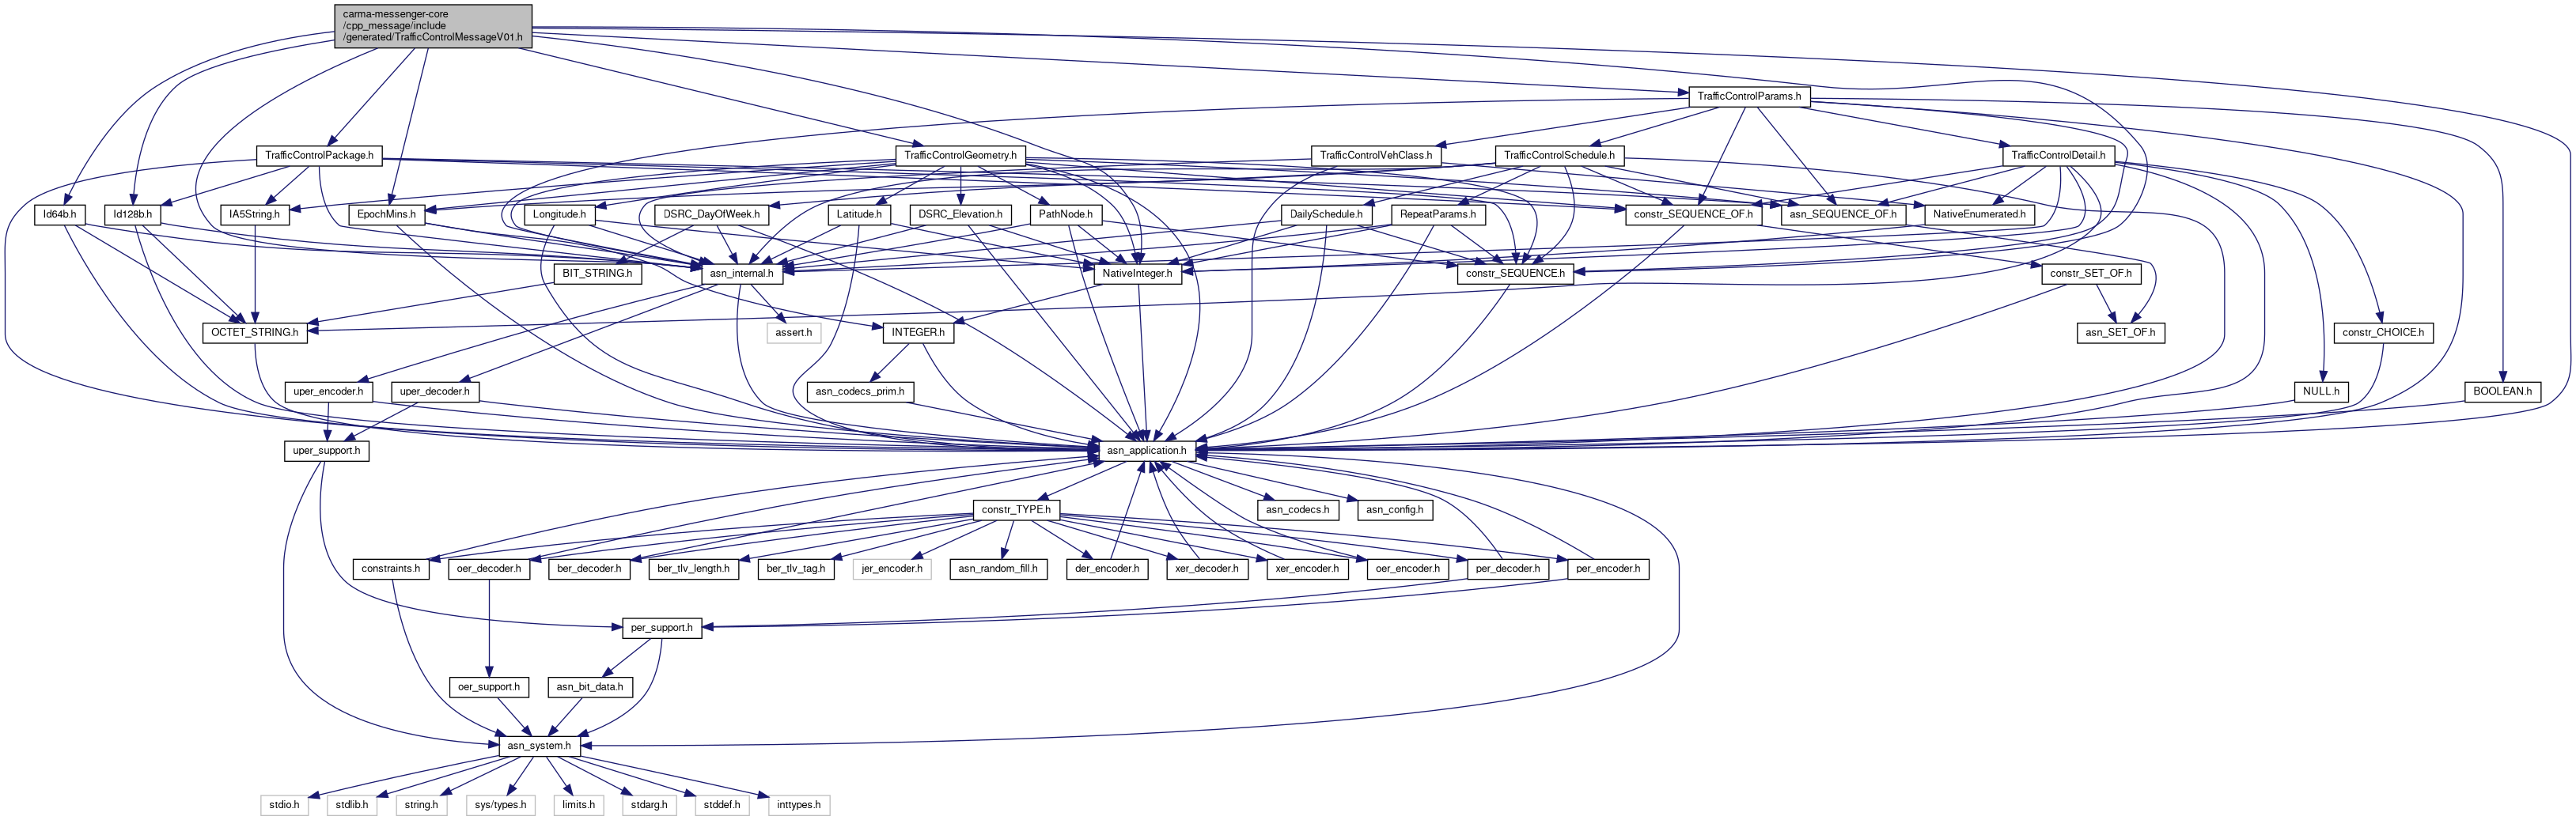 carma-messenger-core
/cpp_message/include
/generated/TrafficControlMessageV01.h
TrafficControlParams.h
TrafficControlPackage.h
TrafficControlGeometry.h
TrafficControlVehClass.h
TrafficControlSchedule.h
TrafficControlDetail.h
Id64b.h
Id128b.h
IA5String.h
EpochMins.h
Longitude.h
DSRC_DayOfWeek.h
Latitude.h
DSRC_Elevation.h
PathNode.h
DailySchedule.h
RepeatParams.h
constr_SEQUENCE_OF.h
asn_SEQUENCE_OF.h
NativeEnumerated.h
BIT_STRING.h
asn_internal.h
NativeInteger.h
constr_SEQUENCE.h
constr_SET_OF.h
OCTET_STRING.h
assert.h
INTEGER.h
asn_SET_OF.h
constr_CHOICE.h
uper_encoder.h
uper_decoder.h
asn_codecs_prim.h
NULL.h
BOOLEAN.h
uper_support.h
asn_application.h
constr_TYPE.h
asn_codecs.h
asn_config.h
constraints.h
oer_decoder.h
ber_decoder.h
ber_tlv_length.h
ber_tlv_tag.h
jer_encoder.h
asn_random_fill.h
der_encoder.h
xer_decoder.h
xer_encoder.h
oer_encoder.h
per_decoder.h
per_encoder.h
per_support.h
oer_support.h
asn_bit_data.h
asn_system.h
stdio.h
stdlib.h
string.h
sys/types.h
limits.h
stdarg.h
stddef.h
inttypes.h